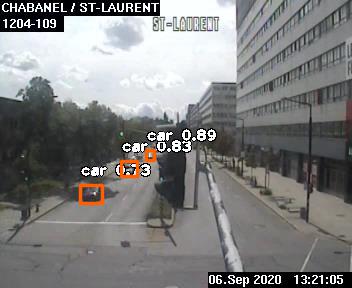 CHABANEL / ST-LAURENT
1204-109
ST-LAURENT
car 0.89
car 0.83
car 0.73
06.Sep 2020 13:21:05